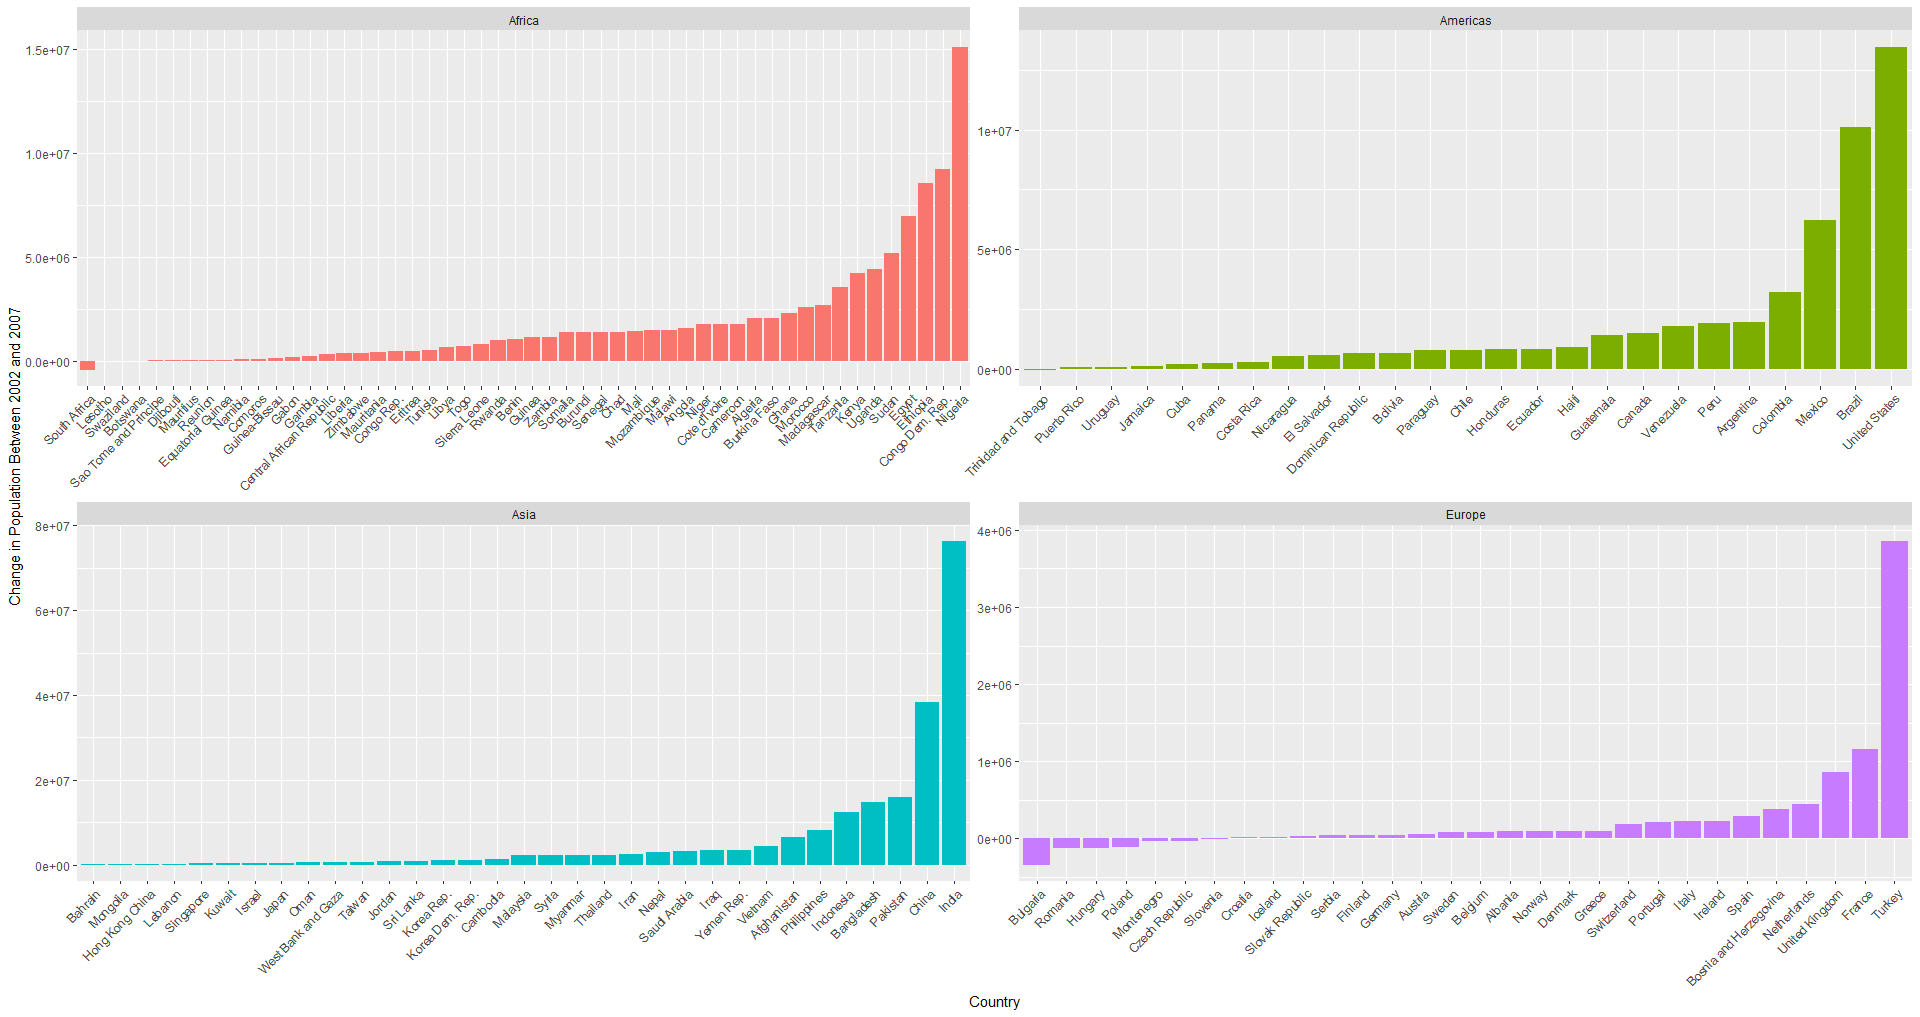 Change in Population Between 2002 and 2007
Africa
1.5e+07
1.0e+07
5.0e+06
0.0e+00
South Africa
Lesotho
Swaziland
Botswana
Sao Tome and Principe
Djibouti
Mauritius
Reunion
Equatorial Guinea
Namibia
Comoros
Guinea-Bissau
Gabon
Gambia
Central African Republic
Liberia
Zimbabwe
Mauritania
Congo Rep.
Eritrea
Tunisia
Libya
Togo
Sierra Leone
Rwanda
Benin
Guinea
Zambia
Somalia
Burundi
Senegal
Chad
Mali
Mozambique
Malawi
Angola
Niger
Cote d'Ivoire
Cameroon
Algeria
Burkina Faso
Ghana
Morocco
Madagascar
Tanzania
Kenya
Uganda
Sudan
Egypt
Ethiopia
Congo Dem. Rep.
Nigeria
Americas
1e+07
5e+06
0e+00
Trinidad and Tobago
Puerto Rico
Uruguay
Jamaica
Cuba
Panama
Costa Rica
Nicaragua
El Salvador
Dominican Republic
Bolivia
Paraguay
Chile
Honduras
Ecuador
Haiti
Guatemala
Canada
Venezuela
Peru
Argentina
Colombia
Mexico
Brazil
United States
Asia
8e+07
6e+07
4e+07
2e+07
0e+00
Bahrain
Mongolia
Hong Kong China
Lebanon
Singapore
Kuwait
Israel
Japan
Oman
West Bank and Gaza
Taiwan
Jordan
Sri Lanka
Korea Rep.
Korea Dem. Rep.
Cambodia
Malaysia
Syria
Myanmar
Thailand
Iran
Nepal
Saudi Arabia
Iraq
Yemen Rep.
Vietnam
Afghanistan
Philippines
Indonesia
Bangladesh
Pakistan
China
India
Europe
4e+06
3e+06
2e+06
1e+06
0e+00
Bulgaria
Romania
Hungary
Poland
Montenegro
Czech Republic
Slovenia
Croatia
Iceland
Slovak Republic
Serbia
Finland
Germany
Austria
Sweden
Belgium
Albania
Norway
Denmark
Greece
Switzerland
Portugal
Italy
Ireland
Spain
Bosnia and Herzegovina
Netherlands
United Kingdom
France
Turkey
Country